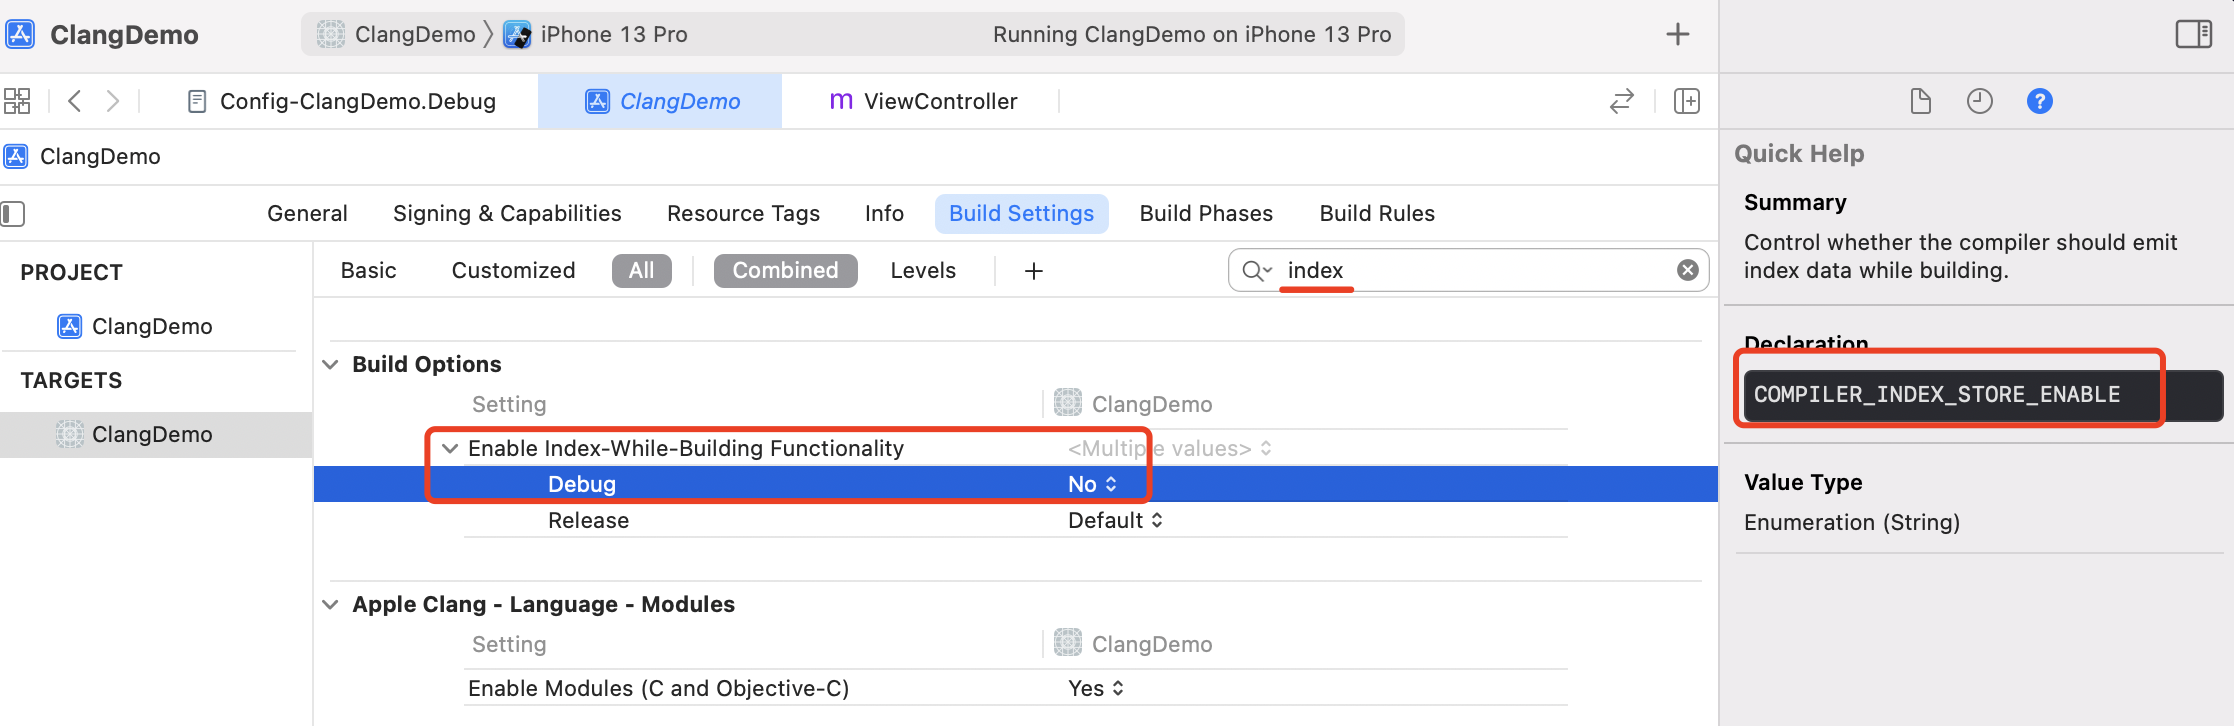 ClangDemo
ClangDemo iPhone 13 Pro Running ClangDemo on iPhone 13 Pro
Config-ClangDemo.Debug ClangDemo m ViewController
ClangDemo
General Signing & Capabilities Resource Tags Info Build Settings Build Phases Build Rules
PROJECT
ClangDemo
TARGETS
ClangDemo
Basic Customized All Combined Levels index
Build Options
Setting ClangDemo
Enable Index-While-Building Functionality <Multiple values>
Debug No
Release Default
Apple Clang - Language - Modules
Setting ClangDemo
Enable Modules (C and Objective-C) Yes
Quick Help
Summary
Control whether the compiler should emit
index data while building.
Declaration
COMPILER_INDEX_STORE_ENABLE
Value Type
Enumeration (String)